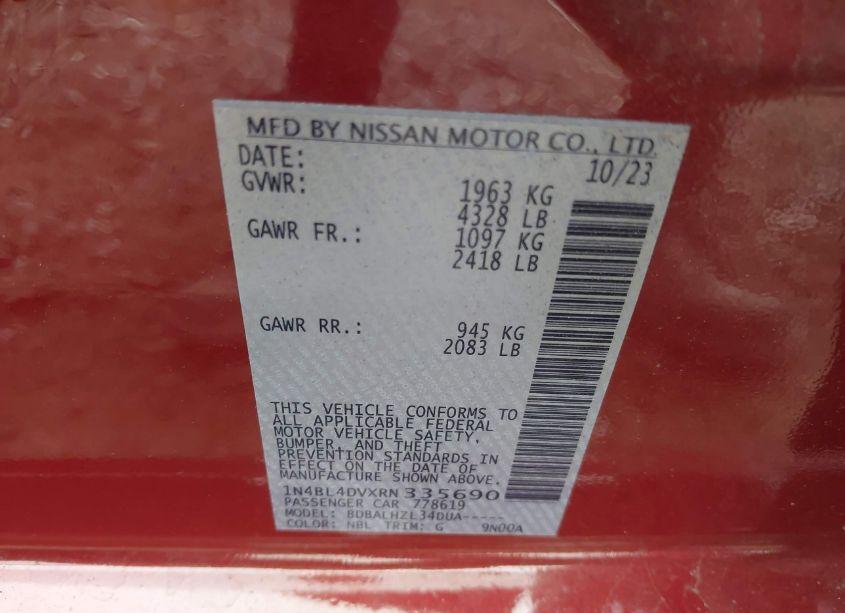 MFD BY NISSAN MOTOR CO., LTD.
DATE: 10/23
GVWR: 1963 KG
4328 LB
GAWR FR.: 1097 KG
2418 LB
GAWR RR.: 945 KG
2083 LB
THIS VEHICLE CONFORMS TO
ALL APPLICABLE FEDERAL
MOTOR VEHICLE SAFETY,
BUMPER, AND THEFT
PREVENTION STANDARDS IN
EFFECT ON THE DATE OF
MANUFACTURE SHOWN ABOVE.
1N4BL4DVXRN335690
PASSENGER CAR 778619
MODEL: BDBALHZL34DUA-----
COLOR: NBL TRIM: G 9N00A